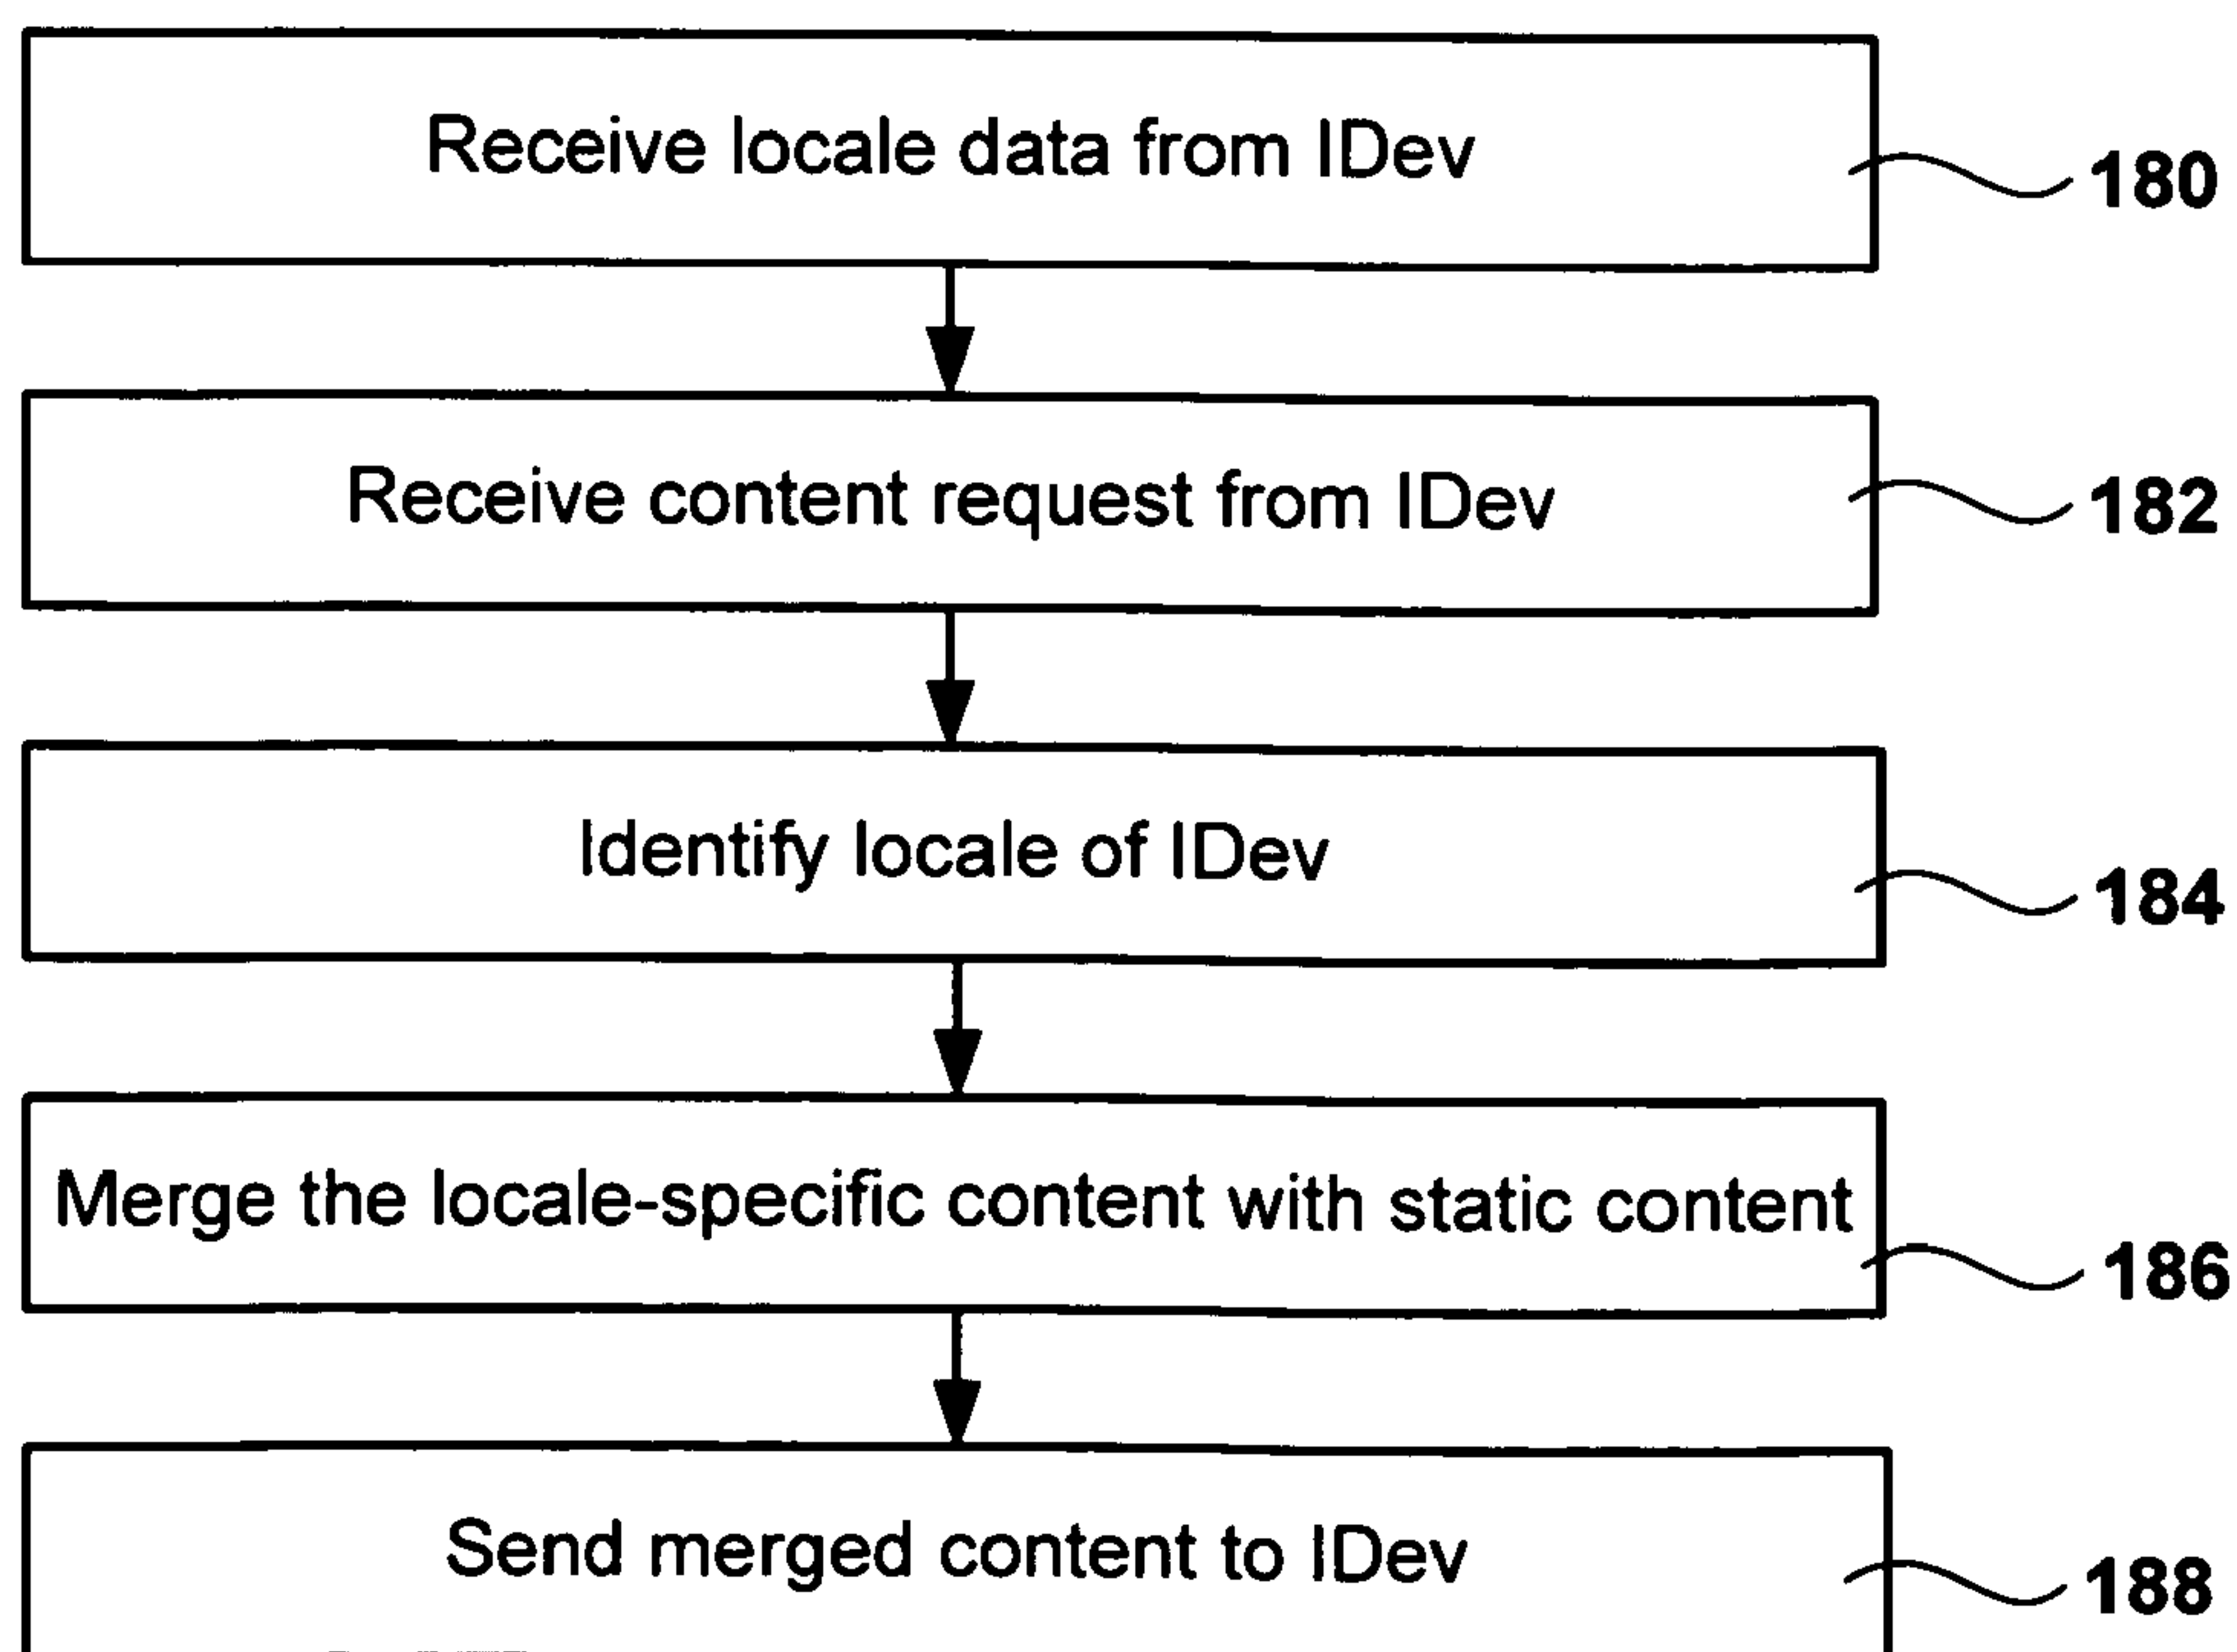 Receive locale data from IDev
180
Receive content request from IDev
182
Identify locale of IDev
184
Merge the locale-specific content with static content
186
Send merged content to IDev
188